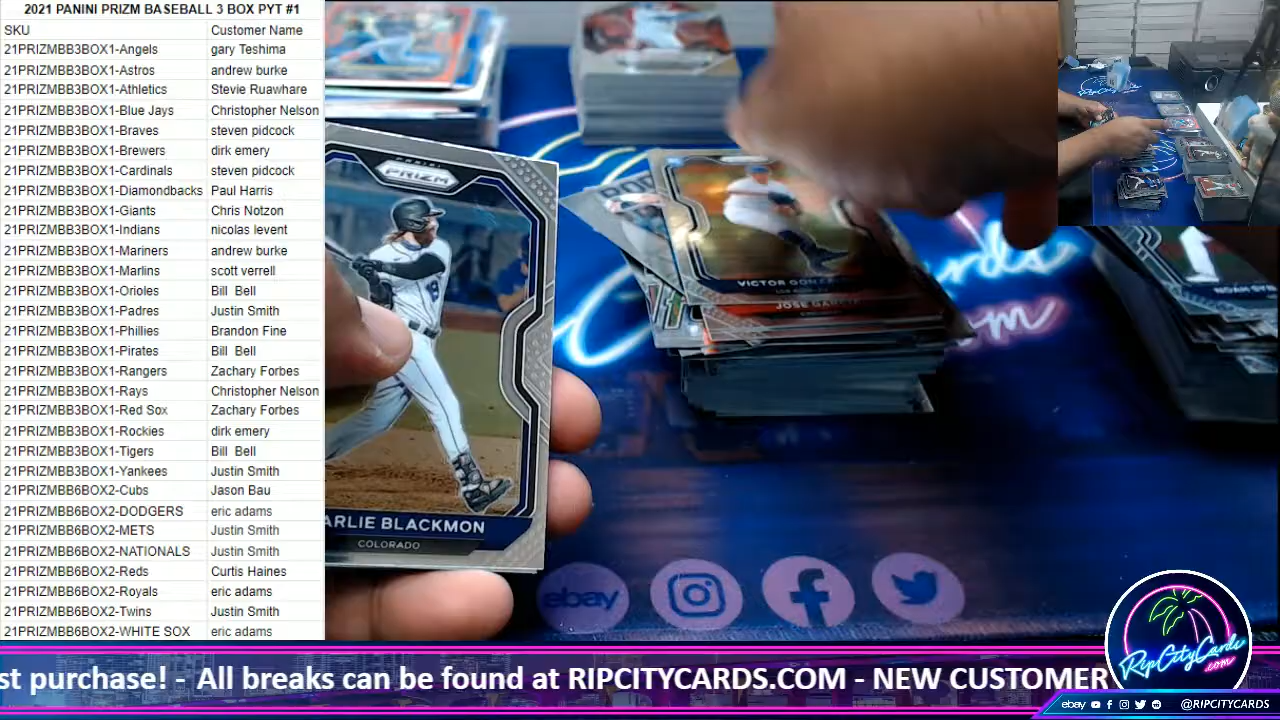 2021 PANINI PRIZM BASEBALL 3 BOX PYT #1
SKU Customer Name
21PRIZMBB3BOX1-Angels gary Teshima
21PRIZMBB3BOX1-Astros andrew burke
21PRIZMBB3BOX1-Athletics Stevie Ruawhare
21PRIZMBB3BOX1-Blue Jays Christopher Nelson
21PRIZMBB3BOX1-Braves steven pidcock
21PRIZMBB3BOX1-Brewers dirk emery
21PRIZMBB3BOX1-Cardinals steven pidcock
21PRIZMBB3BOX1-Diamondbacks Paul Harris
21PRIZMBB3BOX1-Giants Chris Notzon
21PRIZMBB3BOX1-Indians nicolas levent
21PRIZMBB3BOX1-Mariners andrew burke
21PRIZMBB3BOX1-Marlins scott verrell
21PRIZMBB3BOX1-Orioles Bill Bell
21PRIZMBB3BOX1-Padres Justin Smith
21PRIZMBB3BOX1-Phillies Brandon Fine
21PRIZMBB3BOX1-Pirates Bill Bell
21PRIZMBB3BOX1-Rangers Zachary Forbes
21PRIZMBB3BOX1-Rays Christopher Nelson
21PRIZMBB3BOX1-Red Sox Zachary Forbes
21PRIZMBB3BOX1-Rockies dirk emery
21PRIZMBB3BOX1-Tigers Bill Bell
21PRIZMBB3BOX1-Yankees Justin Smith
21PRIZMBB6BOX2-Cubs Jason Bau
21PRIZMBB6BOX2-DODGERS eric adams
21PRIZMBB6BOX2-METS Justin Smith
21PRIZMBB6BOX2-NATIONALS Justin Smith
21PRIZMBB6BOX2-Reds Curtis Haines
21PRIZMBB6BOX2-Royals eric adams
21PRIZMBB6BOX2-Twins Justin Smith
21PRIZMBB6BOX2-WHITE SOX eric adams
PANINI
PRIZM
ARLIE BLACKMON
COLORADO
VICTOR
JOSE
NOAH
ards
om
ebay
f
st purchase! - All breaks can be found at RIPCITYCARDS.COM - NEW CUSTOMER
RipCityCards
.com
ebay @RIPCITYCARDS